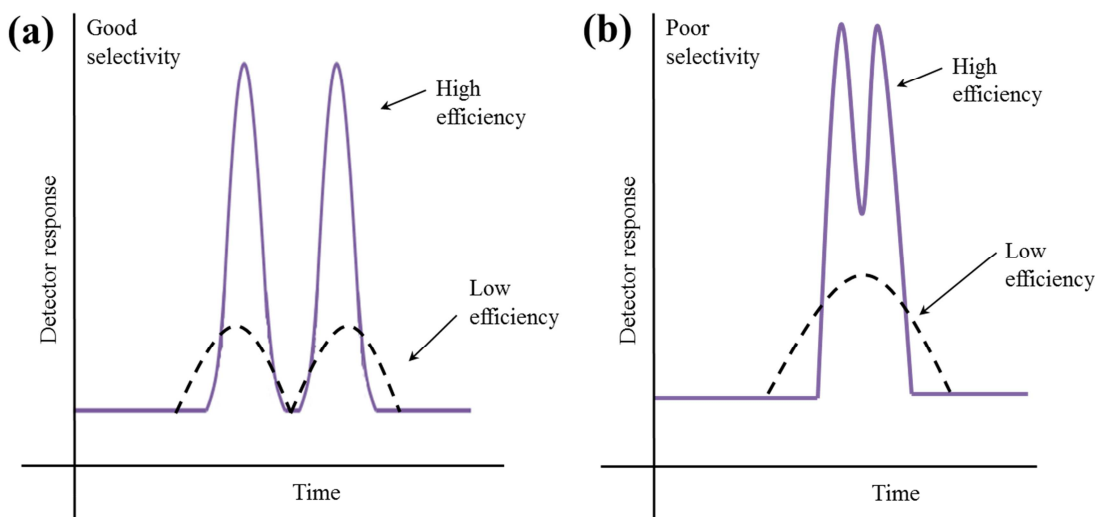 (a)
Good
selectivity
High
efficiency
Low
efficiency
Detector response
Time
(b)
Poor
selectivity
High
efficiency
Low
efficiency
Detector response
Time